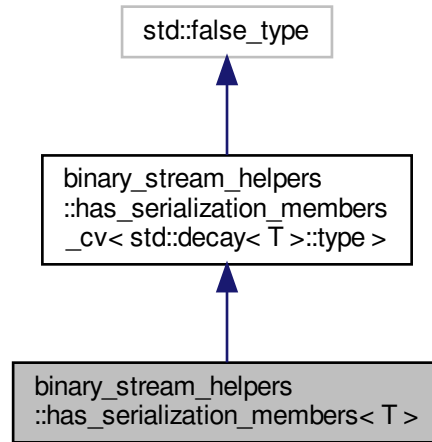 std::false_type
binary_stream_helpers
::has_serialization_members
_cv< std::decay< T >::type >
binary_stream_helpers
::has_serialization_members< T >